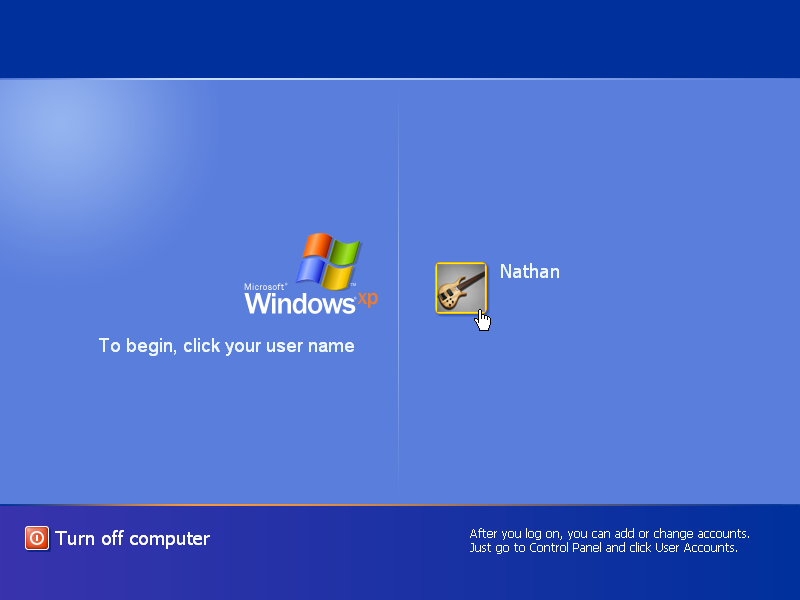 Microsoft®
Windows xp™
To begin, click your user name
Nathan
Turn off computer
After you log on, you can add or change accounts.
Just go to Control Panel and click User Accounts.